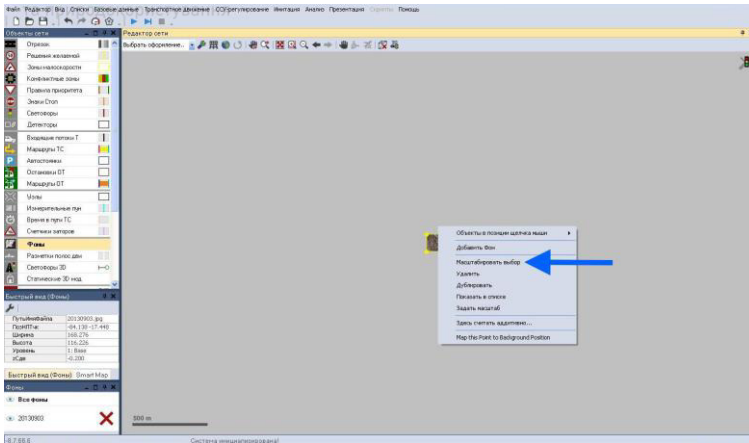 Файл Редактор Вид Списки Базовые данные Транспортное движение ССУ/регулирование Имитация Анализ Презентация Скрипты Помощь
Объекты сети
Редактор сети
Выбрать оформление..
Отрезки
Решения желаемой
Зоны малоскорости
Конфликтные зоны
Правила приоритета
Знаки Стоп
Светофоры
Детекторы
Входящие потоки Т
Маршруты ТС
Автостоянки
Остановки ОТ
Маршруты ОТ
Узлы
Измерительные пун
Время в пути ТС
Счетчики заторов
Фоны
Разметки полос дви
Светофоры 3D
Статические 3D мод
Объекты в позиции щелчка мыши
Добавить Фон
Масштабировать выбор
Удалить
Дублировать
Показать в списке
Задать масштаб
Здесь считать аддитивно...
Map this Point to Background Position
Быстрый вид (Фоны)
ПутьИмяФайла 20130903.jpg
-84.138 -17.440
Ширина 168.276
Высота 116.226
Уровень 1: Base
-0.200
Быстрый вид (Фоны) Smart Map
Фоны
Все фоны
20130903
500 m
Система инициализирована!